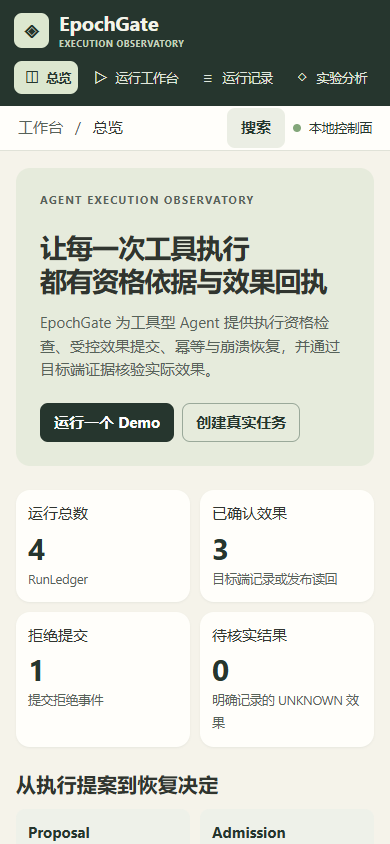 EpochGate
EXECUTION OBSERVATORY
总览
运行工作台
运行记录
实验分析
工作台 / 总览
搜索
本地控制面
AGENT EXECUTION OBSERVATORY
让每一次工具执行
都有资格依据与效果回执
EpochGate 为工具型 Agent 提供执行资格检
查、受控效果提交、幂等与崩溃恢复，并通过
目标端证据核验实际效果。
运行一个 Demo
创建真实任务
运行总数
4
RunLedger
已确认效果
3
目标端记录或发布读回
拒绝提交
1
提交拒绝事件
待核实结果
0
明确记录的 UNKNOWN 效
果
从执行提案到恢复决定
Proposal
Admission